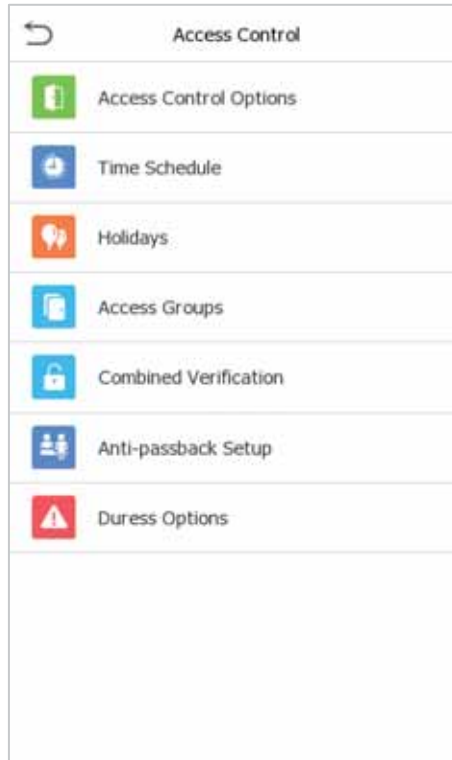 Access Control
Access Control Options
Time Schedule
Holidays
Access Groups
Combined Verification
Anti-passback Setup
Duress Options